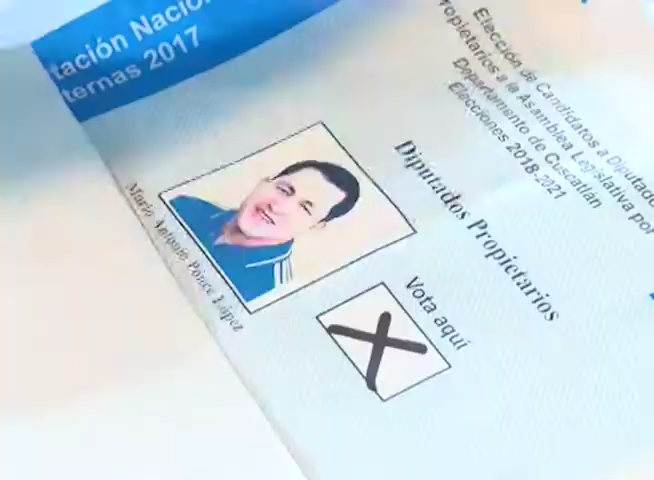 tación Nacio
ternas 2017
Elección de Candidatos a Diputado
ropietarios a la Asamblea Legislativa por
Departamento de Cuscatlán
Elecciones 2018-2021
Diputados Propietarios
Mario Antonio Ponce López
Vota aquí